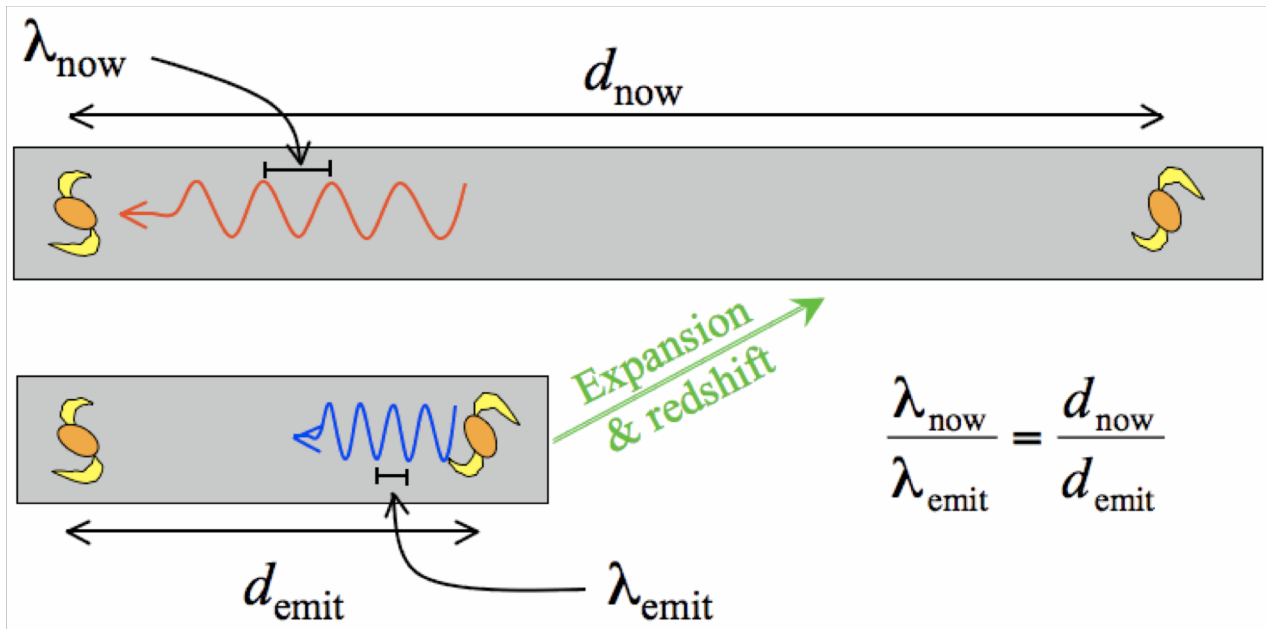 λnow
dnow
Expansion
& redshift
λnow / λemit = dnow / demit
demit
λemit